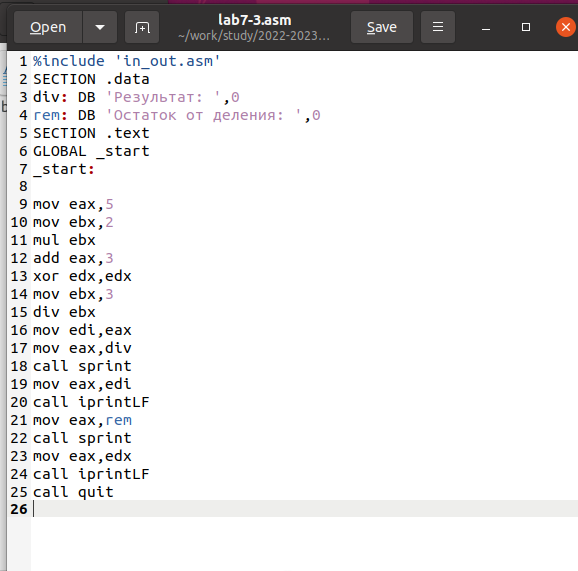 lab7-3.asm
Open
~/work/study/2022-2023...
Save
1 %include 'in_out.asm'
2 SECTION .data
3 div: DB 'Результат: ',0
4 rem: DB 'Остаток от деления: ',0
5 SECTION .text
6 GLOBAL _start
7 _start:
8
9 mov eax,5
10 mov ebx,2
11 mul ebx
12 add eax,3
13 xor edx,edx
14 mov ebx,3
15 div ebx
16 mov edi,eax
17 mov eax,div
18 call sprint
19 mov eax,edi
20 call iprintLF
21 mov eax,rem
22 call sprint
23 mov eax,edx
24 call iprintLF
25 call quit
26